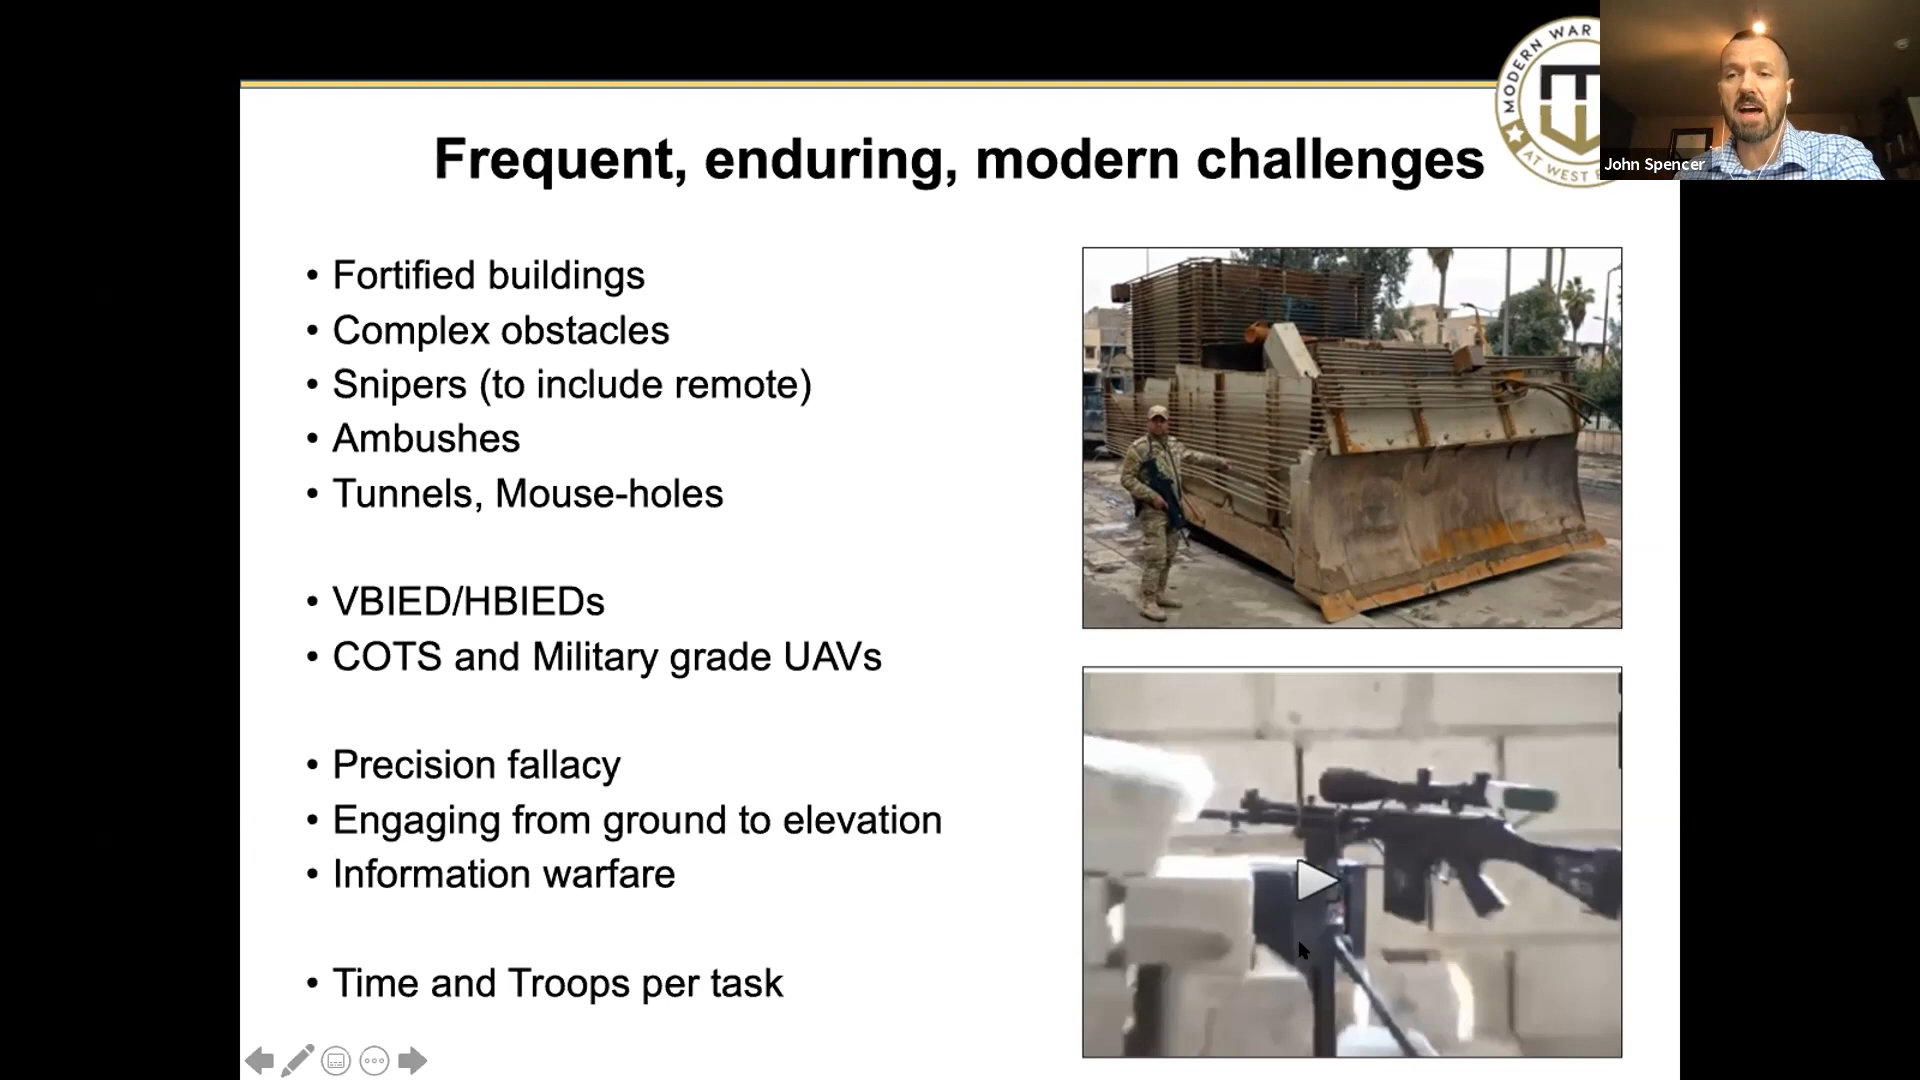 MODERN WAR
AT WEST
John Spencer
Frequent, enduring, modern challenges
• Fortified buildings
• Complex obstacles
• Snipers (to include remote)
• Ambushes
• Tunnels, Mouse-holes
• VBIED/HBIEDs
• COTS and Military grade UAVs
• Precision fallacy
• Engaging from ground to elevation
• Information warfare
• Time and Troops per task